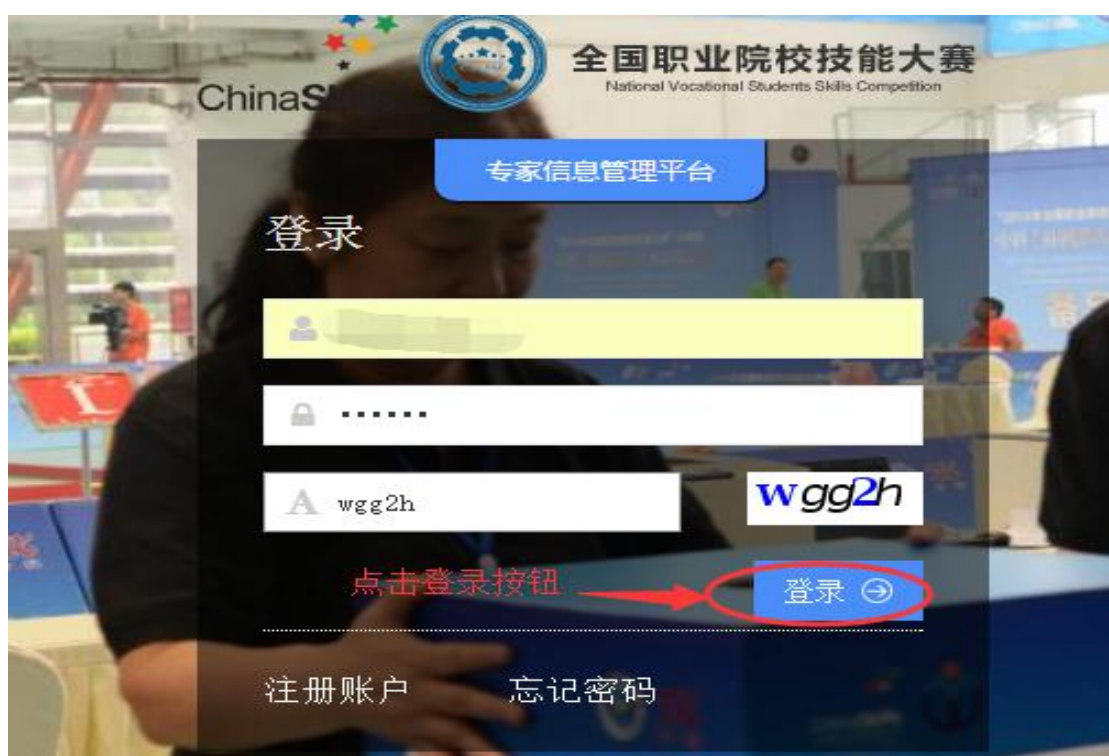 全国职业院校技能大赛
National Vocational Students Skills Competition
China
专家信息管理平台
登录
••••••
wgg2h
wgg2h
点击登录按钮
登录
注册账户 忘记密码